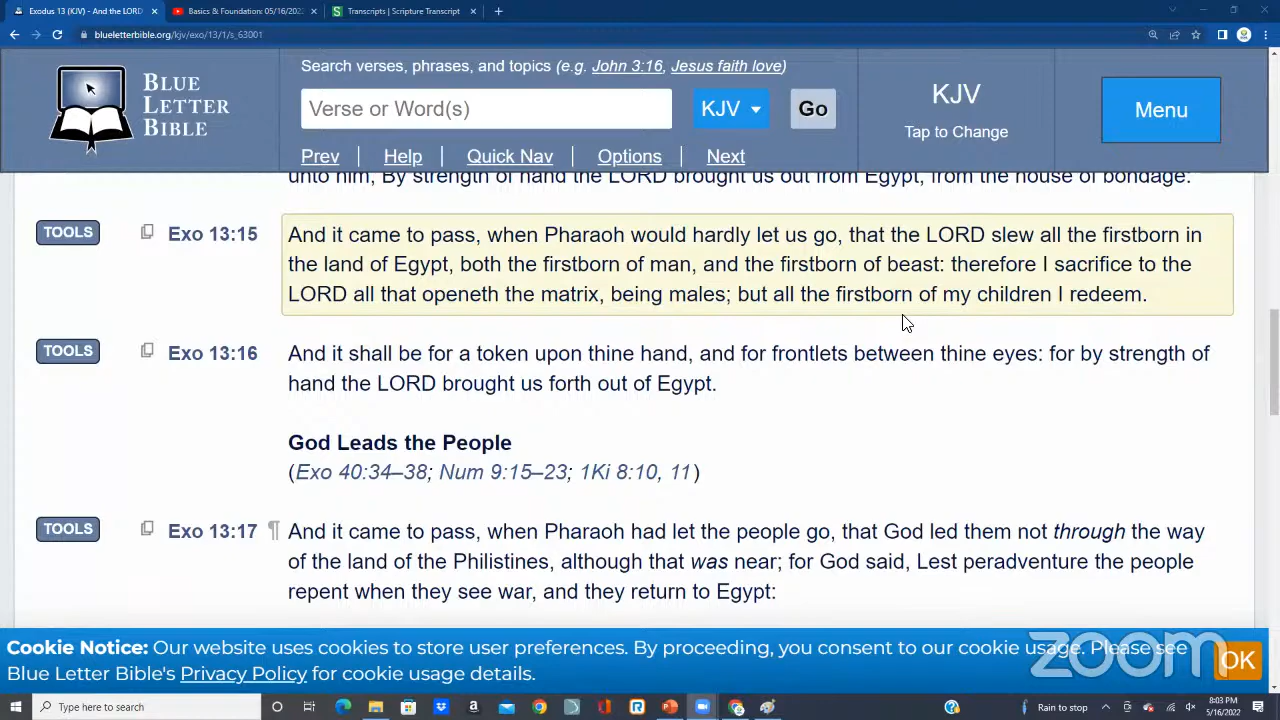 Exodus 13 (KJV) - And the LORD
Basics & Foundation: 05/16/202
Transcripts | Scripture Transcript
blueletterbible.org/kjv/exo/13/1/s_63001
BLUE
LETTER
BIBLE
Search verses, phrases, and topics (e.g. John 3:16, Jesus faith love)
Verse or Word(s)
KJV
Go
Prev
Help
Quick Nav
Options
Next
KJV
Tap to Change
Menu
unto him, By strength of hand the LORD brought us out from Egypt, from the house of bondage:
TOOLS
Exo 13:15
And it came to pass, when Pharaoh would hardly let us go, that the LORD slew all the firstborn in
the land of Egypt, both the firstborn of man, and the firstborn of beast: therefore I sacrifice to the
LORD all that openeth the matrix, being males; but all the firstborn of my children I redeem.
TOOLS
Exo 13:16
And it shall be for a token upon thine hand, and for frontlets between thine eyes: for by strength of
hand the LORD brought us forth out of Egypt.
God Leads the People
(Exo 40:34–38; Num 9:15–23; 1Ki 8:10, 11)
TOOLS
Exo 13:17
¶
And it came to pass, when Pharaoh had let the people go, that God led them not through the way
of the land of the Philistines, although that was near; for God said, Lest peradventure the people
repent when they see war, and they return to Egypt:
Cookie Notice: Our website uses cookies to store user preferences. By proceeding, you consent to our cookie usage. Please see
Blue Letter Bible's Privacy Policy for cookie usage details.
zoom
OK
Type here to search
Rain to stop
8:03 PM
5/16/2022